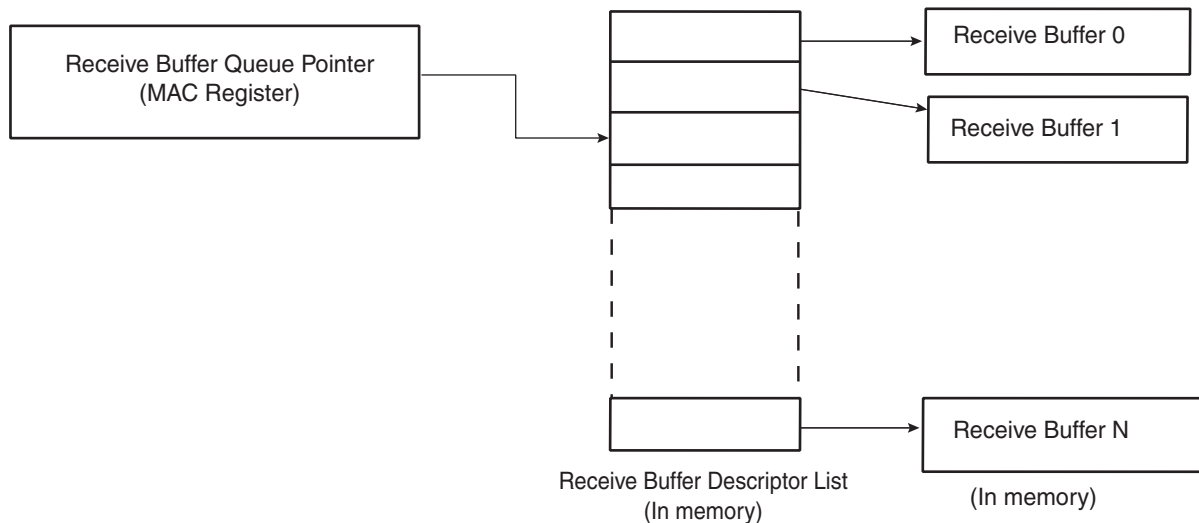 Receive Buffer Queue Pointer
(MAC Register)
Receive Buffer 0
Receive Buffer 1
Receive Buffer N
Receive Buffer Descriptor List
(In memory)
(In memory)